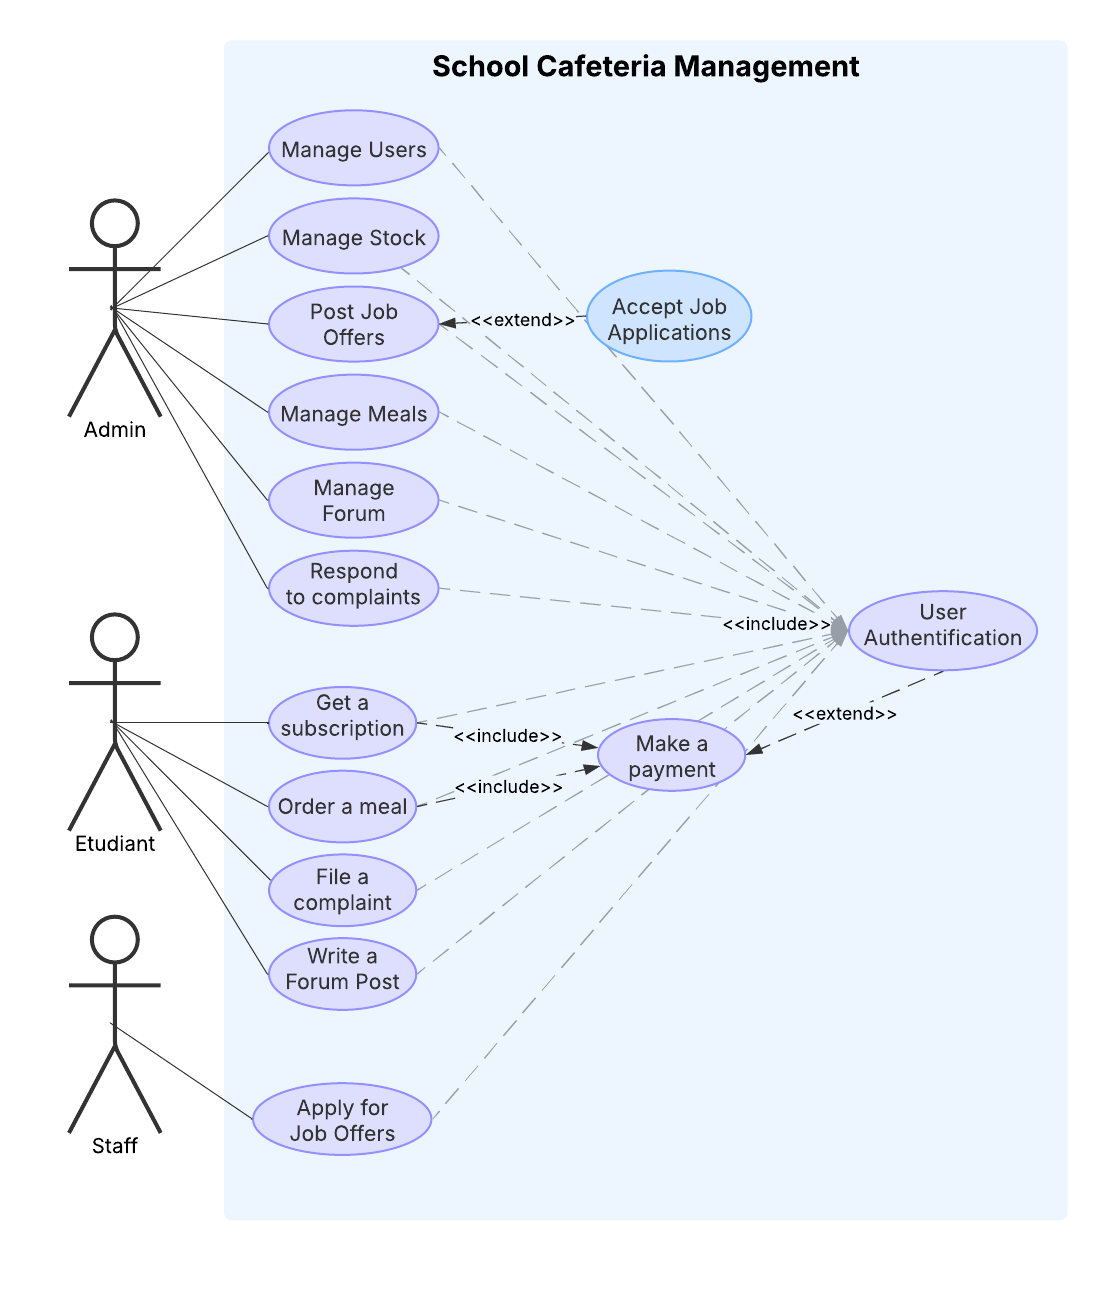 School Cafeteria Management
Manage Users
Manage Stock
Post Job
Offers
<<extend>>
Accept Job
Applications
Admin
Manage Meals
Manage
Forum
Respond
to complaints
<<include>>
User
Authentification
Get a
subscription
<<include>>
<<extend>>
Make a
payment
<<include>>
Order a meal
Etudiant
File a
complaint
Write a
Forum Post
Apply for
Job Offers
Staff